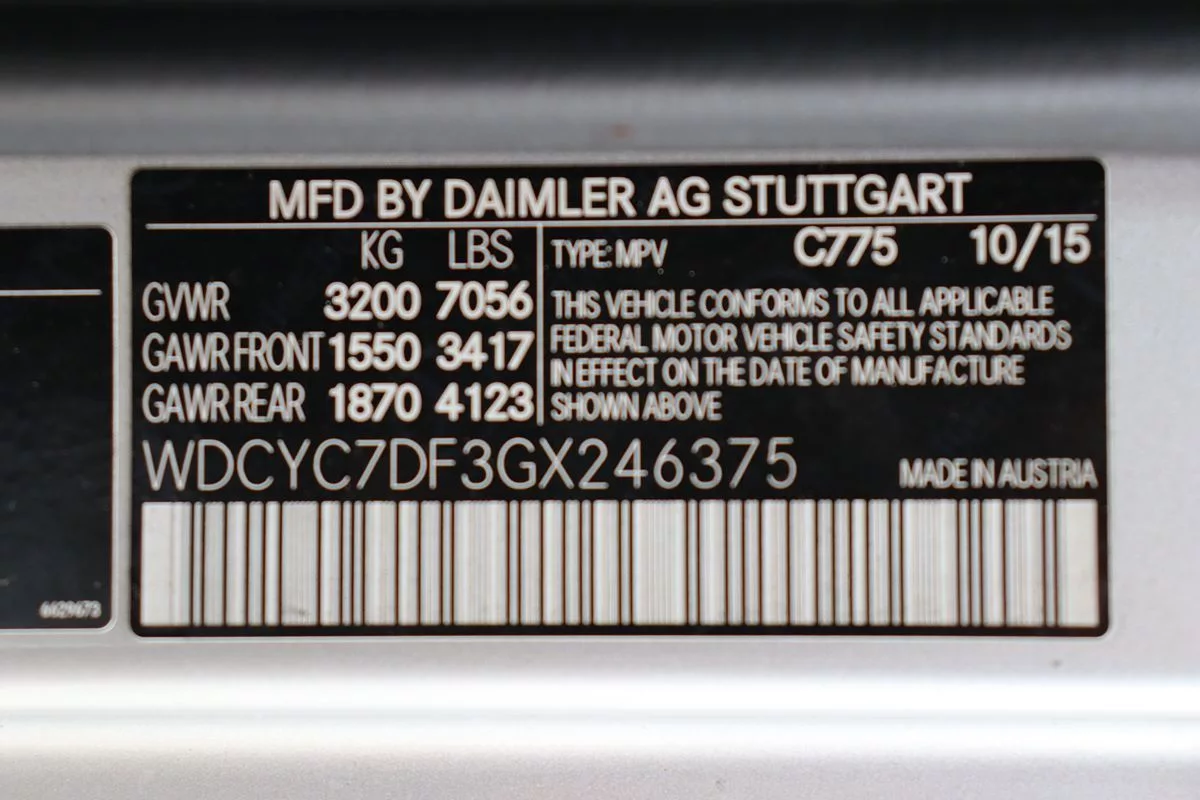 MFD BY DAIMLER AG STUTTGART
KG LBS
GVWR 3200 7056
GAWR FRONT 1550 3417
GAWR REAR 1870 4123
TYPE: MPV C775 10/15
THIS VEHICLE CONFORMS TO ALL APPLICABLE
FEDERAL MOTOR VEHICLE SAFETY STANDARDS
IN EFFECT ON THE DATE OF MANUFACTURE
SHOWN ABOVE
WDCYC7DF3GX246375
MADE IN AUSTRIA